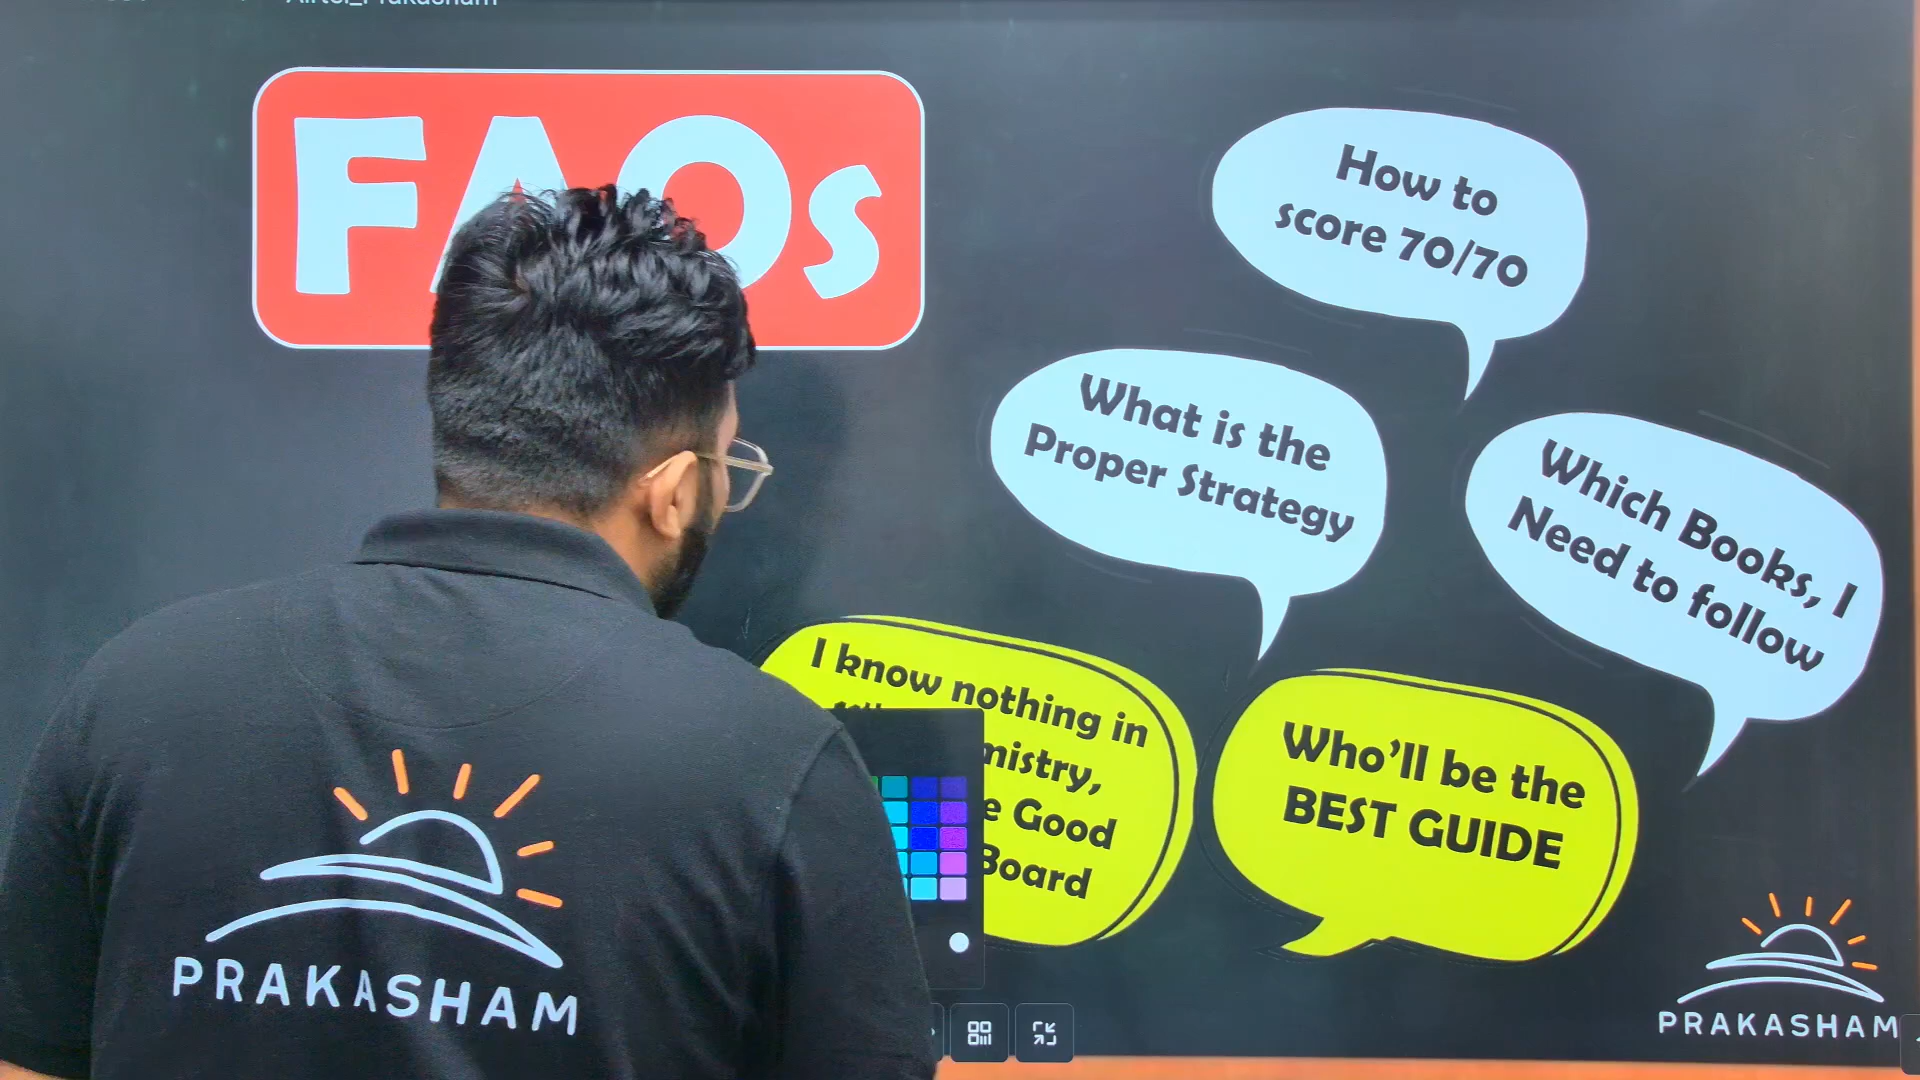 FAQs
How to
score 70/70
What is the
Proper Strategy
Which Books, I
Need to follow
I know nothing in
mistry,
Good
Board
Who'll be the
BEST GUIDE
PRAKASHAM
PRAKASHAM